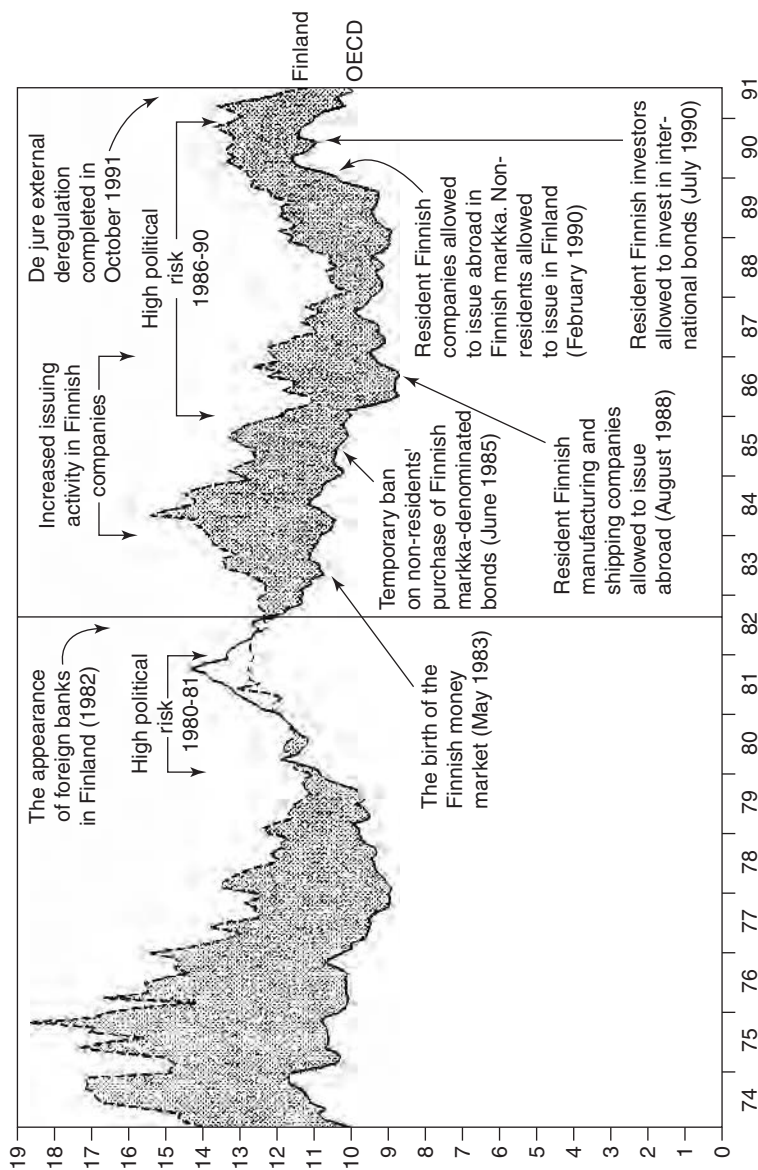 The appearance
of foreign banks
in Finland (1982)
High political
risk
1980-81
Increased issuing
activity in Finnish
companies
High political
risk
1986-90
De jure external
deregulation
completed in
October 1991
Finland
OECD
The birth of the
Finnish money
market (May 1983)
Temporary ban
on non-residents'
purchase of Finnish
markka-denominated
bonds (June 1985)
Resident Finnish
manufacturing and
shipping companies
allowed to issue
abroad (August 1988)
Resident Finnish
companies allowed
to issue abroad in
Finnish markka. Non-
residents allowed
to issue in Finland
(February 1990)
Resident Finnish investors
allowed to invest in inter-
national bonds (July 1990)
19
18
17
16
15
14
13
12
11
10
9
8
7
6
5
4
3
2
1
0
74 75 76 77 78 79 80 81 82 83 84 85 86 87 88 89 90 91